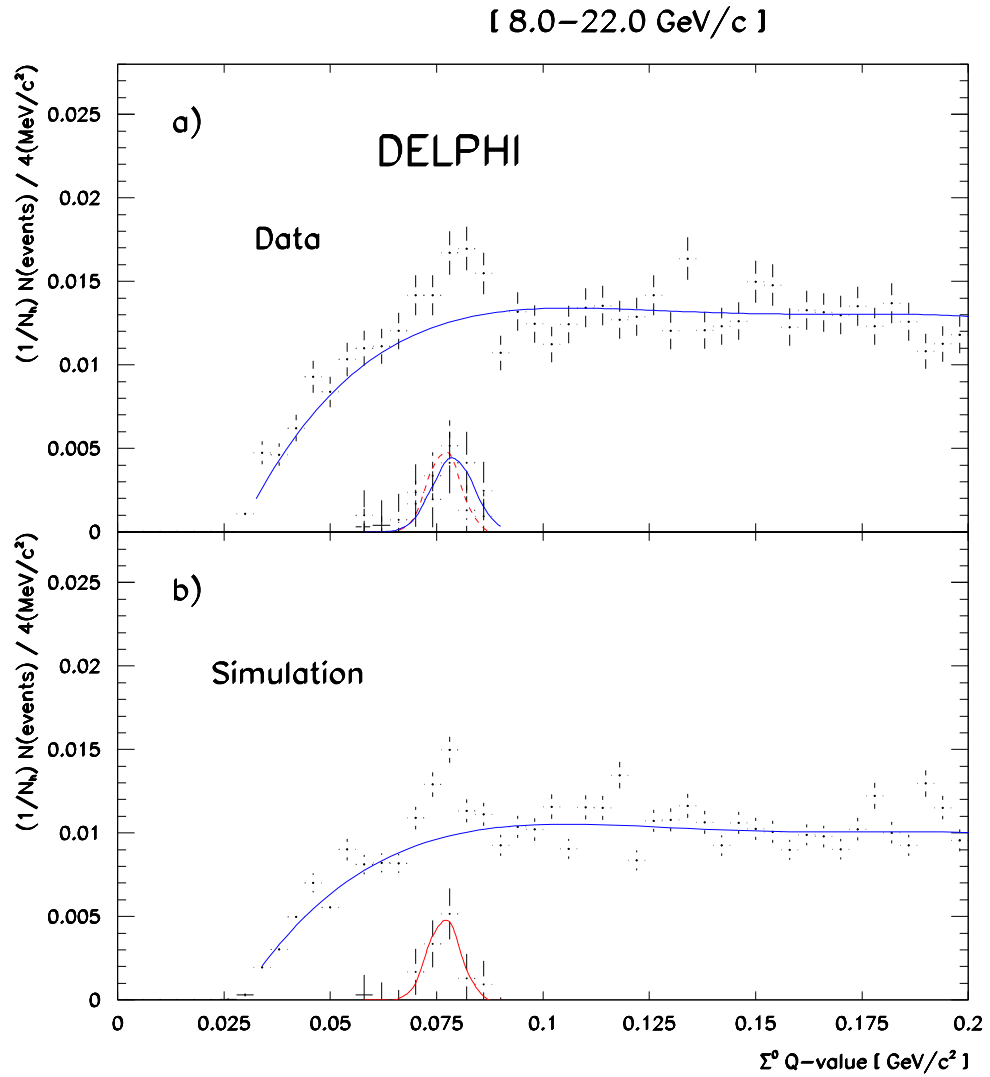 [ 8.0−22.0 GeV/c ]
(1/Nₕ) N(events) / 4(MeV/c²)
a)
DELPHI
Data
0.025
0.02
0.015
0.01
0.005
0
(1/Nₕ) N(events) / 4(MeV/c²)
b)
Simulation
0.025
0.02
0.015
0.01
0.005
0
0 0.025 0.05 0.075 0.1 0.125 0.15 0.175 0.2
Σ⁰ Q−value [ GeV/c² ]